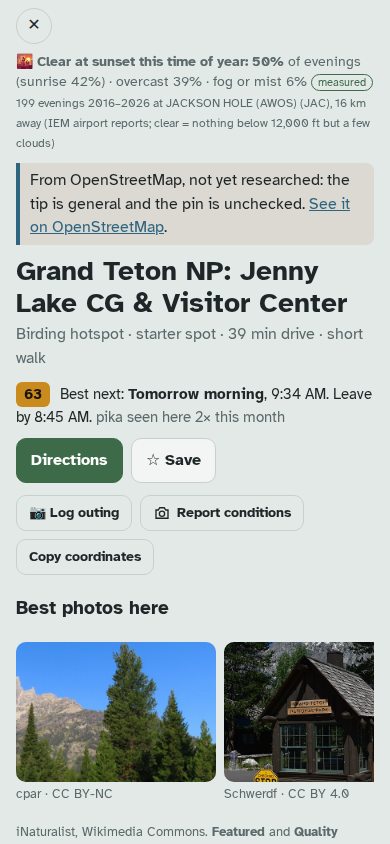 ✕
🌇 Clear at sunset this time of year: 50% of evenings
(sunrise 42%) · overcast 39% · fog or mist 6% measured
199 evenings 2016–2026 at JACKSON HOLE (AWOS) (JAC), 16 km
away (IEM airport reports; clear = nothing below 12,000 ft but a few
clouds)
From OpenStreetMap, not yet researched: the
tip is general and the pin is unchecked. See it
on OpenStreetMap.
Grand Teton NP: Jenny
Lake CG & Visitor Center
Birding hotspot · starter spot · 39 min drive · short
walk
63 Best next: Tomorrow morning, 9:34 AM. Leave
by 8:45 AM. pika seen here 2× this month
Directions
☆ Save
📷 Log outing
Report conditions
Copy coordinates
Best photos here
cpar · CC BY-NC
Schwerdf · CC BY 4.0
iNaturalist, Wikimedia Commons. Featured and Quality